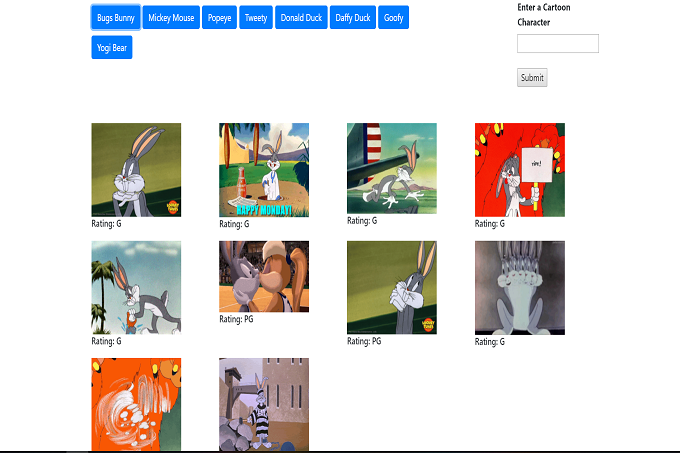 Bugs Bunny Mickey Mouse Popeye Tweety Donald Duck Daffy Duck Goofy
Yogi Bear
Enter a Cartoon
Character
Submit
HAPPY MONDAY!
Rating: G
Rating: G
Rating: G
Rating: G
Rating: G
Rating: PG
Rating: PG
Rating: G